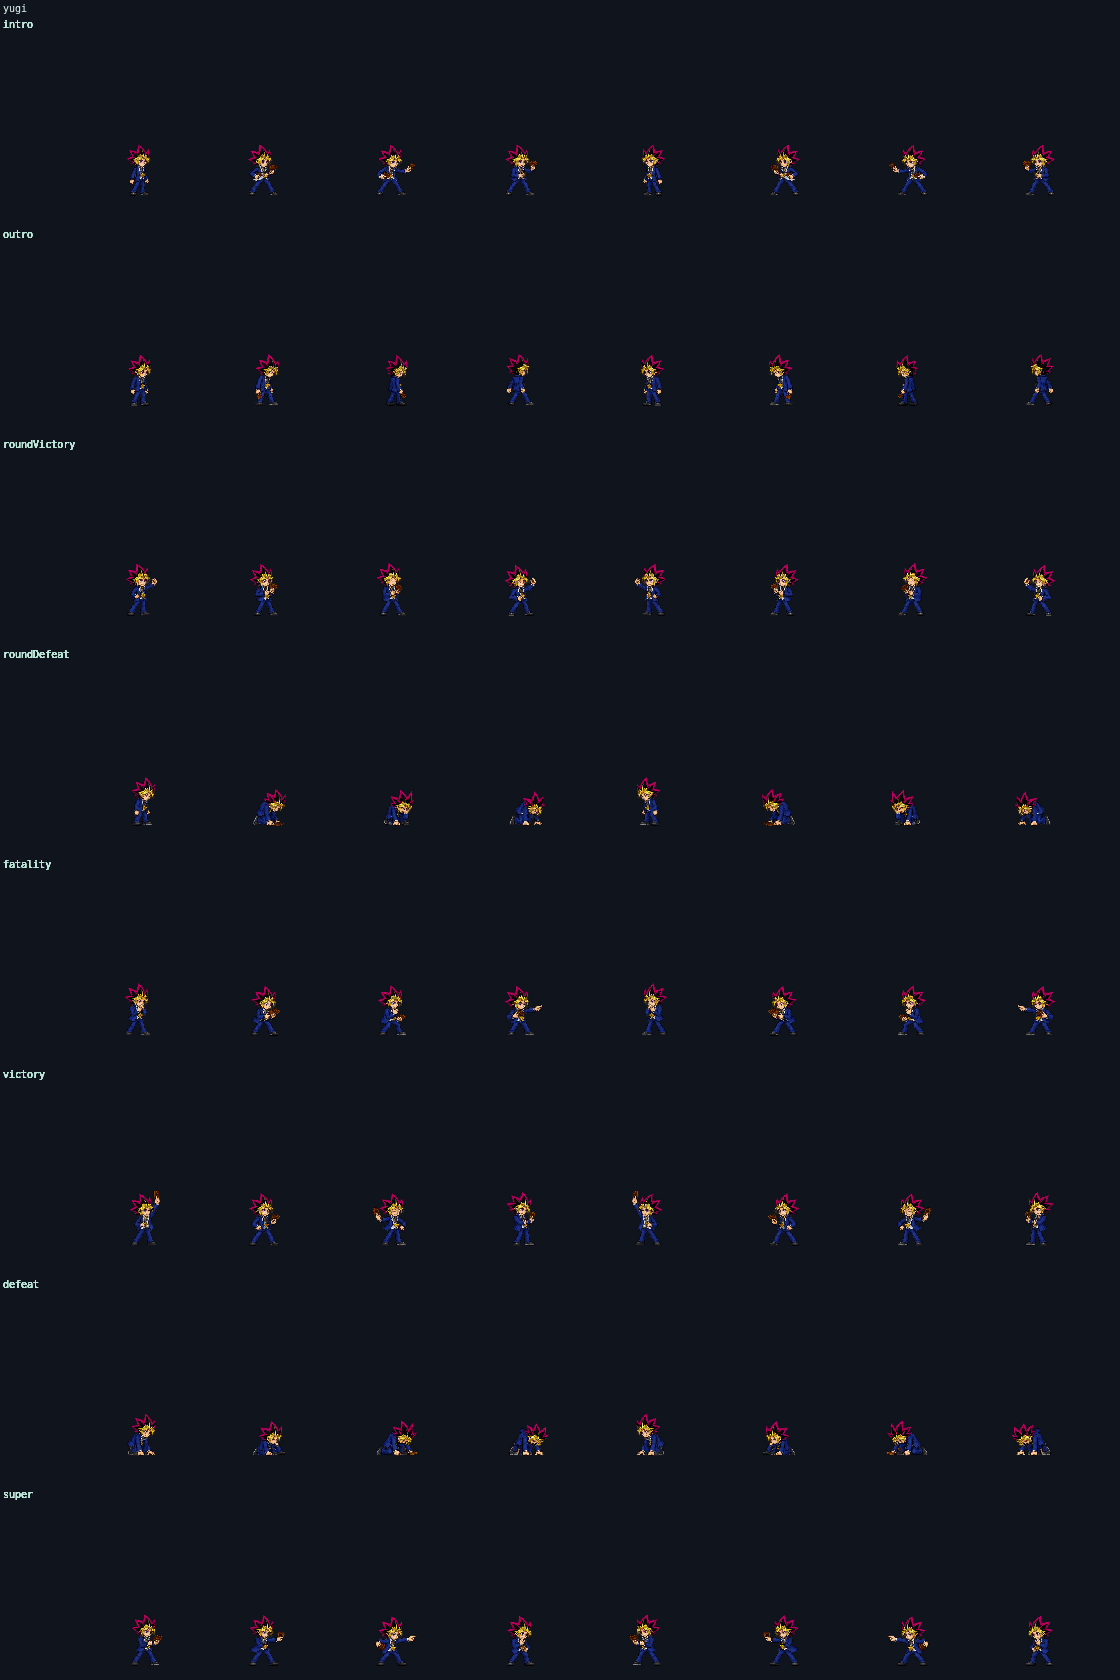 yugi
intro
outro
roundVictory
roundDefeat
fatality
victory
defeat
super